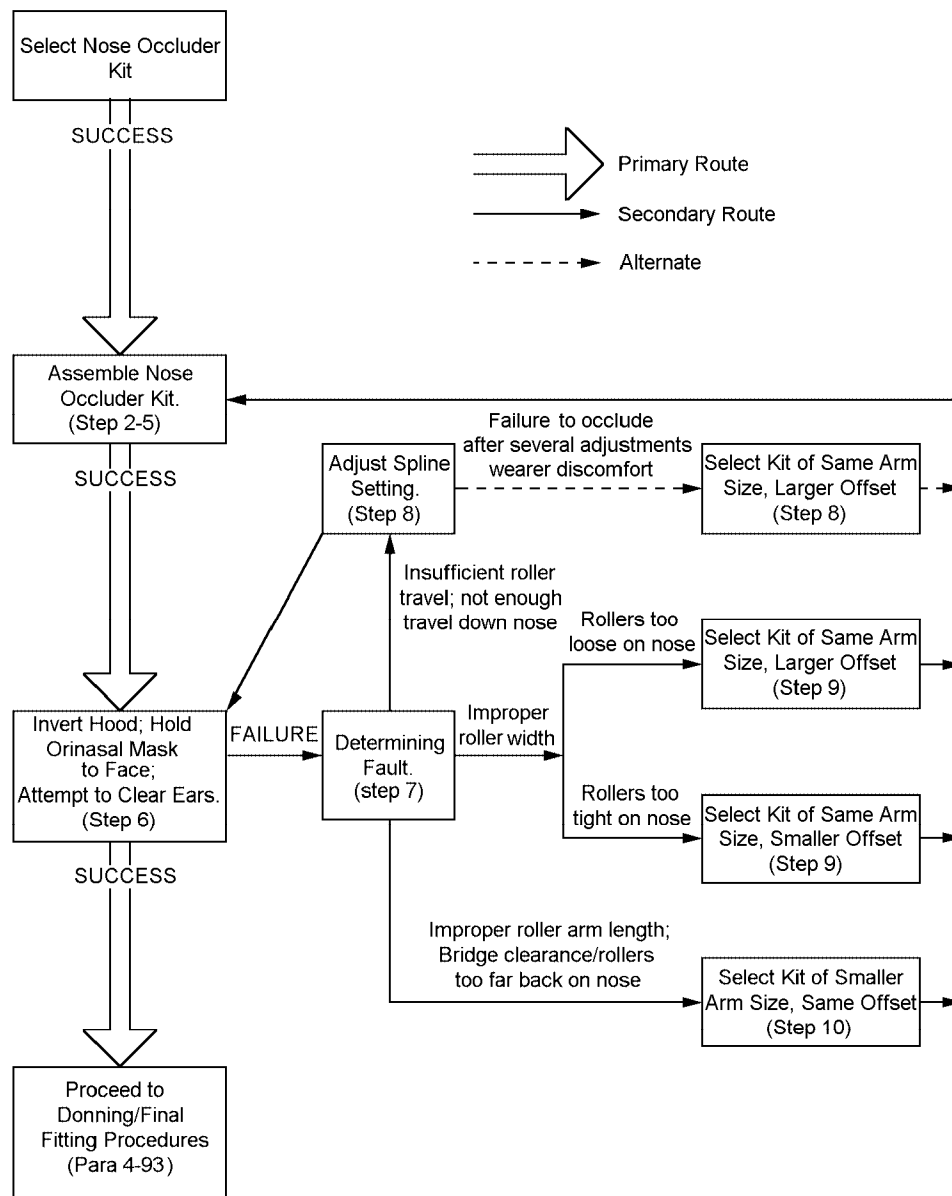 Select Nose Occluder
Kit
SUCCESS
Primary Route
Secondary Route
Alternate
Assemble Nose
Occluder Kit.
(Step 2-5)
SUCCESS
Adjust Spline
Setting.
(Step 8)
Failure to occlude
after several adjustments
wearer discomfort
Select Kit of Same Arm
Size, Larger Offset
(Step 8)
Insufficient roller
travel; not enough
travel down nose
Rollers too
loose on nose
Select Kit of Same Arm
Size, Larger Offset
(Step 9)
Invert Hood; Hold
Orinasal Mask
to Face;
Attempt to Clear Ears.
(Step 6)
FAILURE
Determining
Fault.
(step 7)
Improper
roller width
Rollers too
tight on nose
Select Kit of Same Arm
Size, Smaller Offset
(Step 9)
SUCCESS
Improper roller arm length;
Bridge clearance/rollers
too far back on nose
Select Kit of Smaller
Arm Size, Same Offset
(Step 10)
Proceed to
Donning/Final
Fitting Procedures
(Para 4-93)